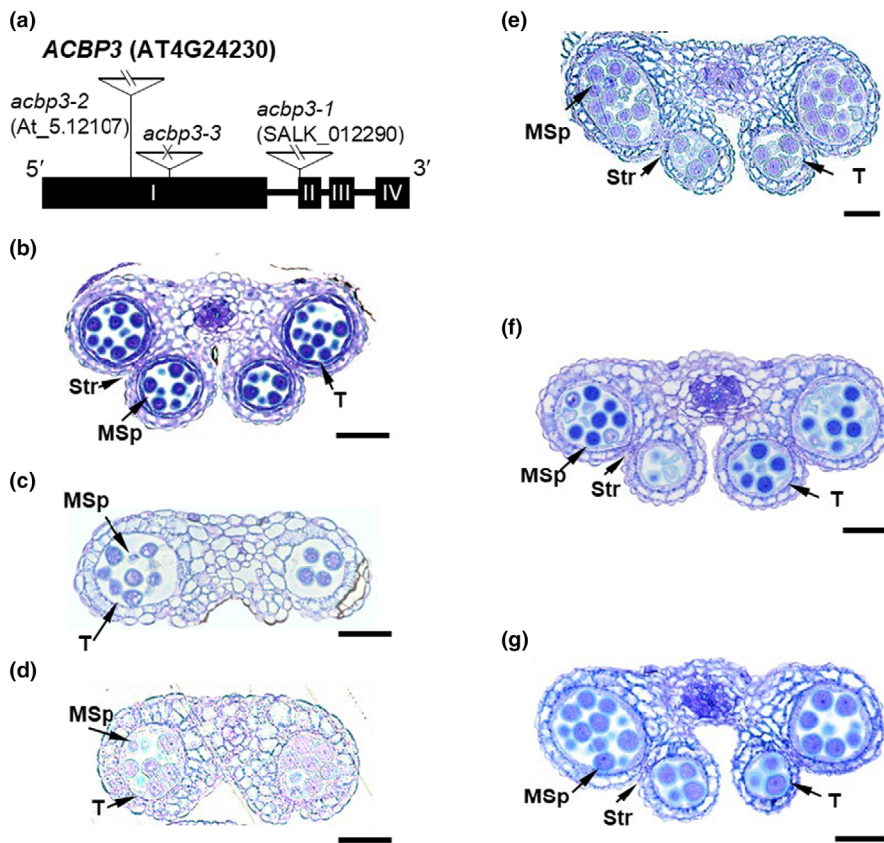 (a)
ACBP3 (AT4G24230)
acbp3-2
(At_5.12107)
acbp3-3
acbp3-1
(SALK_012290)
5′
3′
I
II
III
IV
(b)
Str
MSp
T
(c)
MSp
T
(d)
MSp
T
(e)
MSp
Str
T
(f)
MSp
Str
T
(g)
MSp
Str
T